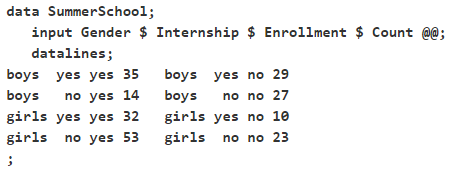 data SummerSchool;
   input Gender $ Internship $ Enrollment $ Count @@;
   datalines;
boys  yes yes 35   boys  yes no 29
boys   no yes 14   boys   no no 27
girls yes yes 32   girls yes no 10
girls  no yes 53   girls  no no 23
;